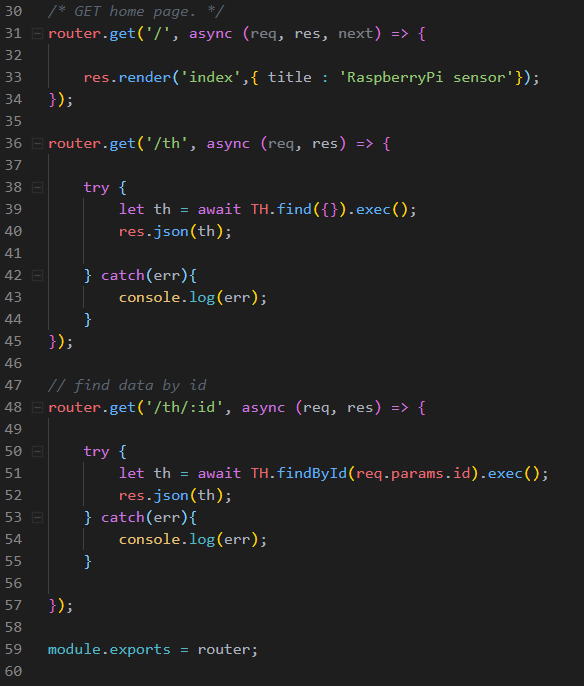 30 /* GET home page. */
31 router.get('/', async (req, res, next) => {
32
33 res.render('index',{ title : 'RaspberryPi sensor'});
34 });
35
36 router.get('/th', async (req, res) => {
37
38 try {
39 let th = await TH.find({}).exec();
40 res.json(th);
41
42 } catch(err){
43 console.log(err);
44 }
45 });
46
47 // find data by id
48 router.get('/th/:id', async (req, res) => {
49
50 try {
51 let th = await TH.findById(req.params.id).exec();
52 res.json(th);
53 } catch(err){
54 console.log(err);
55 }
56
57 });
58
59 module.exports = router;
60